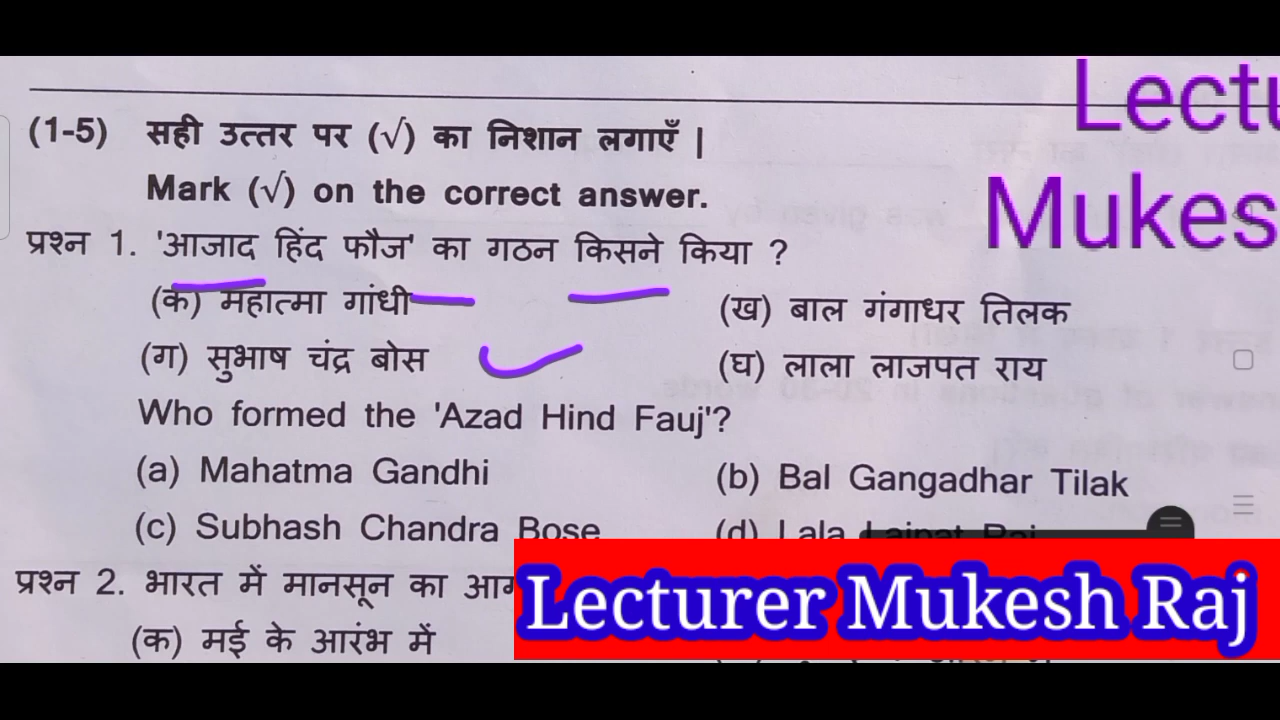 Lectu
(1-5) सही उत्तर पर (√) का निशान लगाएँ |
Mark (√) on the correct answer.
Mukes
प्रश्न 1. 'आजाद हिंद फौज' का गठन किसने किया ?
(क) महात्मा गांधी (ख) बाल गंगाधर तिलक
(ग) सुभाष चंद्र बोस (घ) लाला लाजपत राय
Who formed the 'Azad Hind Fauj'?
(a) Mahatma Gandhi (b) Bal Gangadhar Tilak
(c) Subhash Chandra Bose (d) Lala Lajpat Rai
प्रश्न 2. भारत में मानसून का
(क) मई के आरंभ में
Lecturer Mukesh Raj